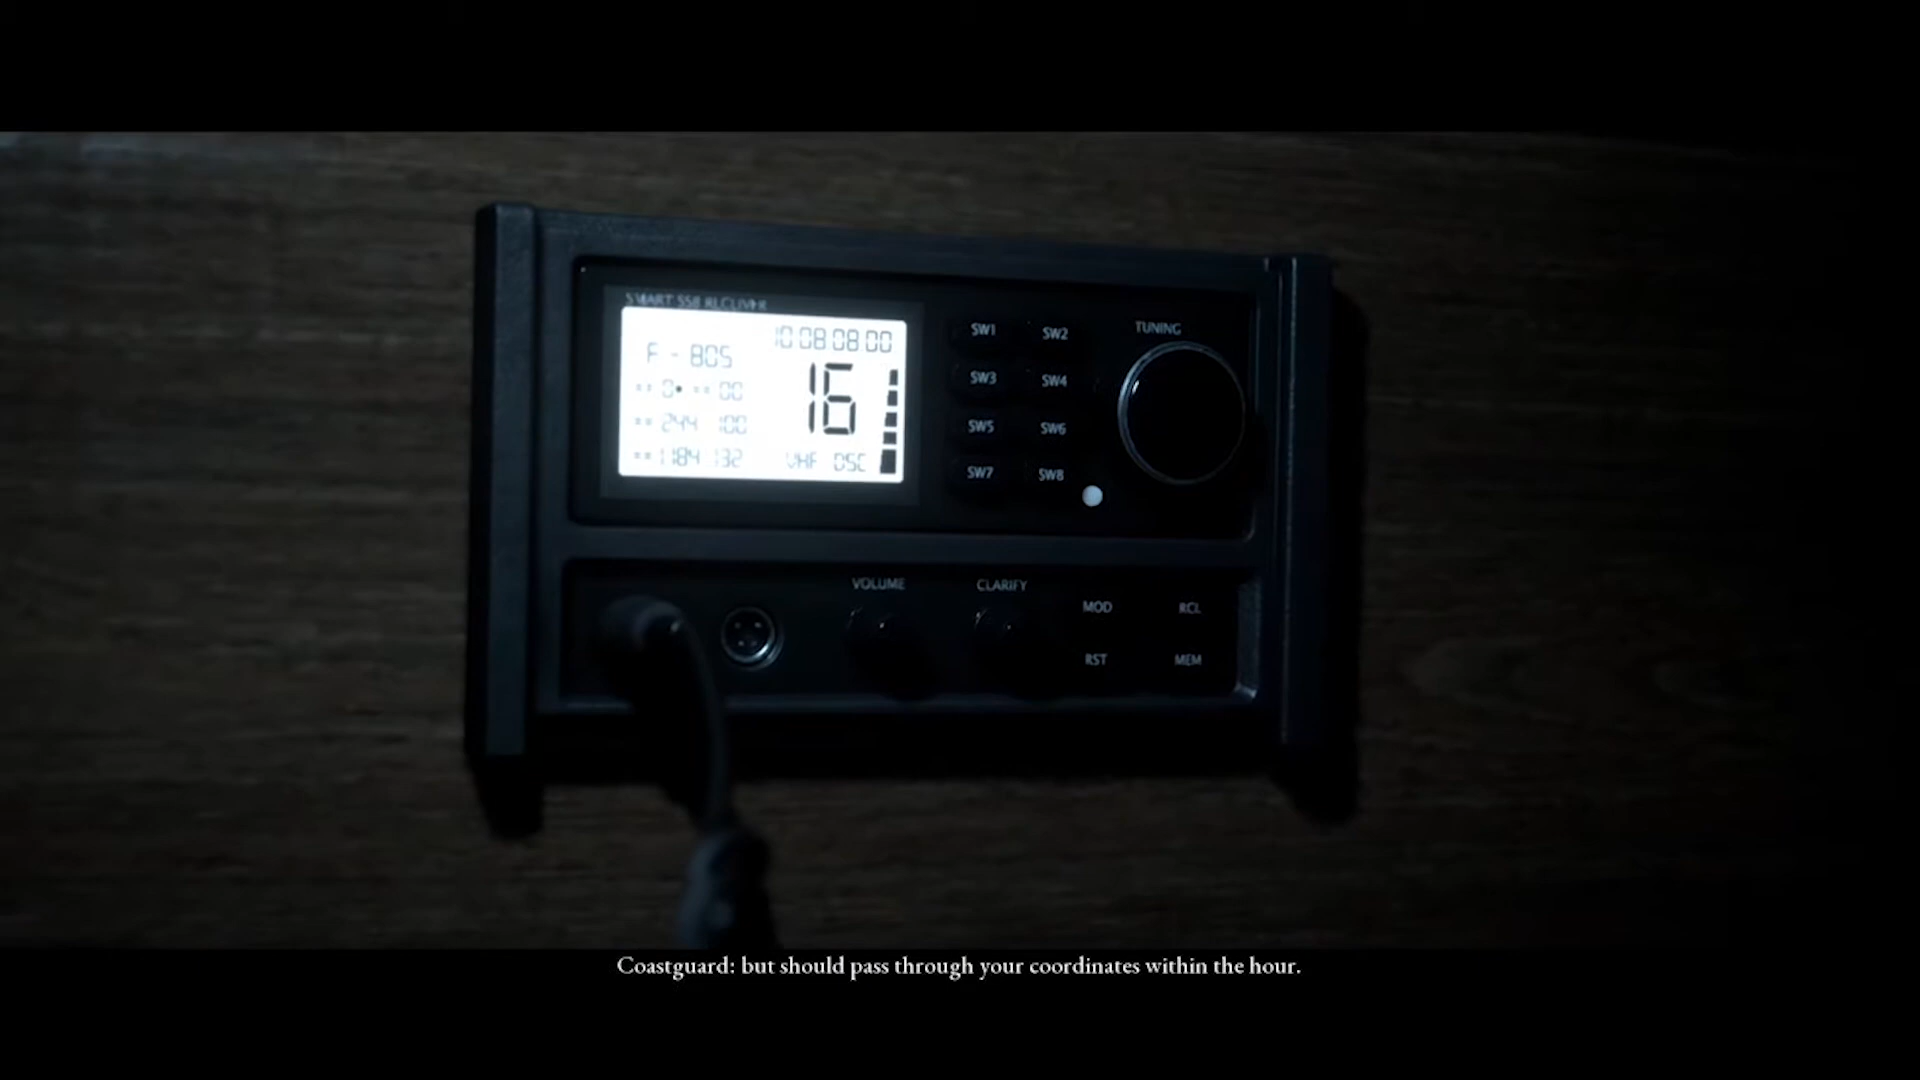 SMART SSB RECEIVER
10:08:08:00
F - 805
16
00
244 100
1184 132
VHF DSC
SW1 SW2
SW3 SW4
SW5 SW6
SW7 SW8
TUNING
VOLUME
CLARIFY
MOD RCL
RST MEM
Coastguard: but should pass through your coordinates within the hour.